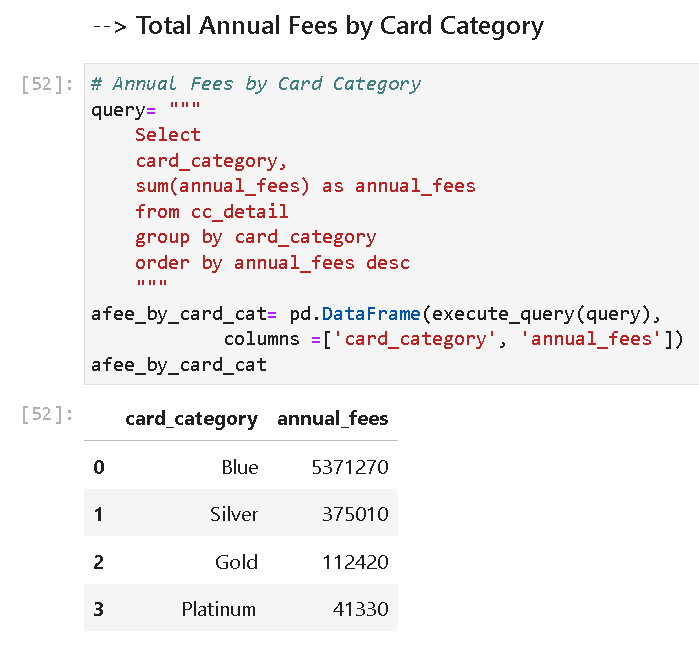 --> Total Annual Fees by Card Category
[52]: # Annual Fees by Card Category
query= """
Select
card_category,
sum(annual_fees) as annual_fees
from cc_detail
group by card_category
order by annual_fees desc
"""
afee_by_card_cat= pd.DataFrame(execute_query(query),
columns =['card_category', 'annual_fees'])
afee_by_card_cat
[52]: card_category annual_fees
0 Blue 5371270
1 Silver 375010
2 Gold 112420
3 Platinum 41330